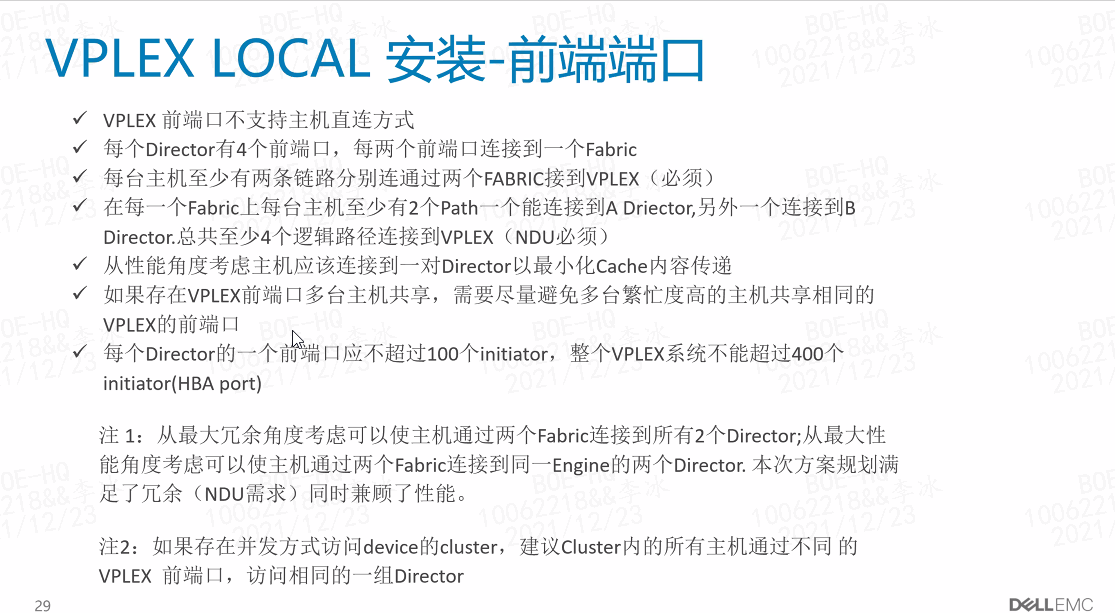 VPLEX LOCAL 安装-前端端口
✓ VPLEX 前端口不支持主机直连方式
✓ 每个Director有4个前端口，每两个前端口连接到一个Fabric
✓ 每台主机至少有两条链路分别连通过两个FABRIC接到VPLEX（必须）
✓ 在每一个Fabric上每台主机至少有2个Path一个能连接到A Driector,另外一个连接到B
Director.总共至少4个逻辑路径连接到VPLEX（NDU必须）
✓ 从性能角度考虑主机应该连接到一对Director以最小化Cache内容传递
✓ 如果存在VPLEX前端口多台主机共享，需要尽量避免多台繁忙度高的主机共享相同的
VPLEX的前端口
✓ 每个Director的一个前端口应不超过100个initiator，整个VPLEX系统不能超过400个
initiator(HBA port)
注 1：从最大冗余角度考虑可以使主机通过两个Fabric连接到所有2个Director;从最大性
能角度考虑可以使主机通过两个Fabric连接到同一Engine的两个Director. 本次方案规划满
足了冗余（NDU需求）同时兼顾了性能。
注2：如果存在并发方式访问device的cluster，建议Cluster内的所有主机通过不同 的
VPLEX 前端口，访问相同的一组Director
29
DELLEMC
BOE-HQ
10062218&&李冰
2021/12/23